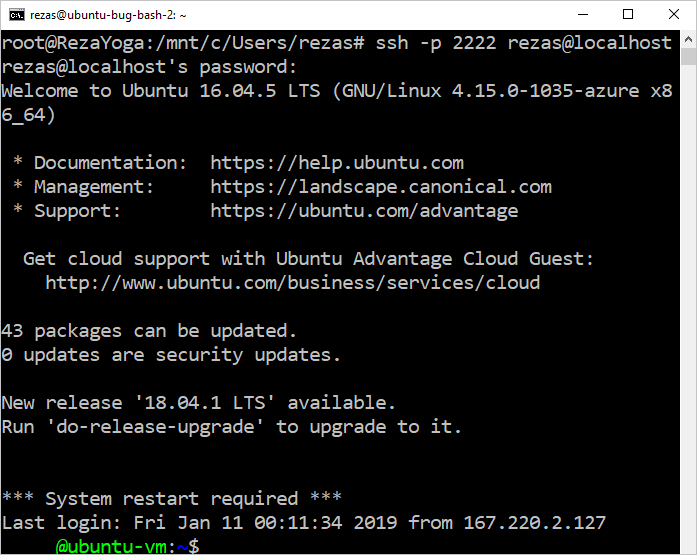 rezas@ubuntu-bug-bash-2: ~
root@RezaYoga:/mnt/c/Users/rezas# ssh -p 2222 rezas@localhost
rezas@localhost's password:
Welcome to Ubuntu 16.04.5 LTS (GNU/Linux 4.15.0-1035-azure x8
6_64)
* Documentation: https://help.ubuntu.com
* Management: https://landscape.canonical.com
* Support: https://ubuntu.com/advantage
Get cloud support with Ubuntu Advantage Cloud Guest:
http://www.ubuntu.com/business/services/cloud
43 packages can be updated.
0 updates are security updates.
New release '18.04.1 LTS' available.
Run 'do-release-upgrade' to upgrade to it.
*** System restart required ***
Last login: Fri Jan 11 00:11:34 2019 from 167.220.2.127
@ubuntu-vm:~$